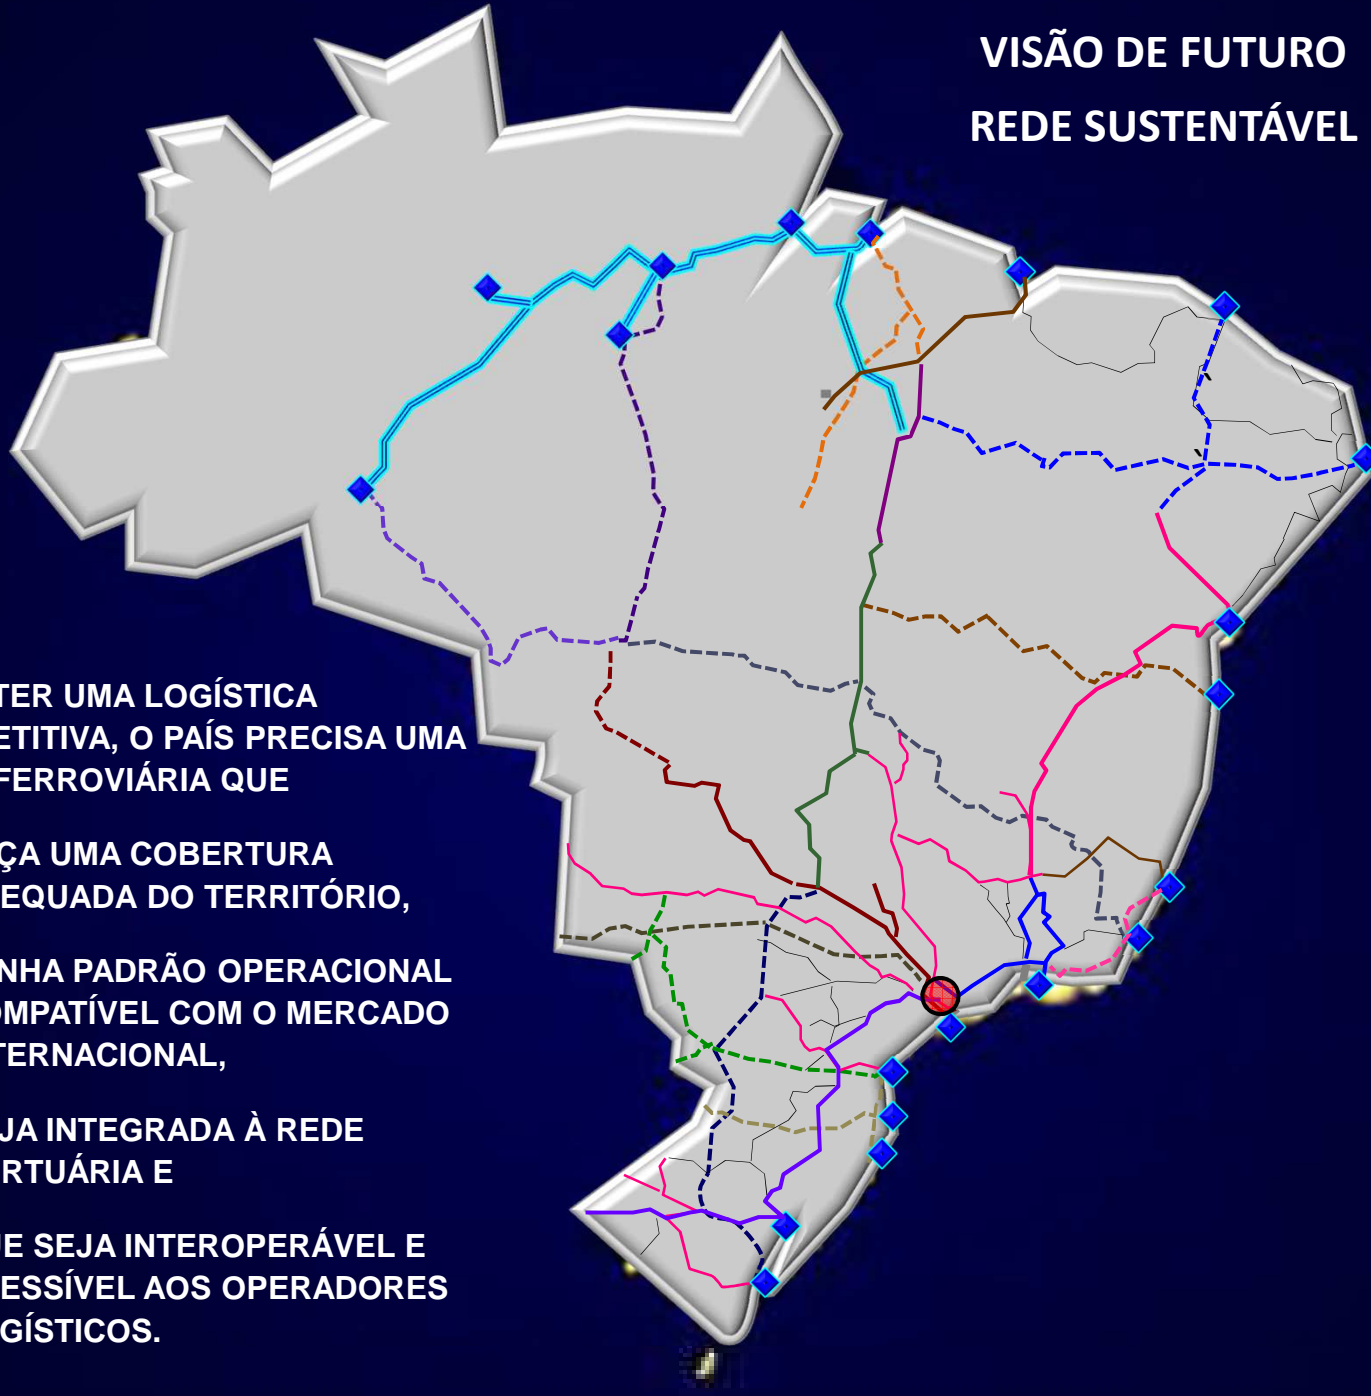 VISÃO DE FUTURO
REDE SUSTENTÁVEL
TER UMA LOGÍSTICA
ETITIVA, O PAÍS PRECISA UMA
FERROVIÁRIA QUE
ÇA UMA COBERTURA
EQUADA DO TERRITÓRIO,
NHA PADRÃO OPERACIONAL
OMPATÍVEL COM O MERCADO
TERNACIONAL,
JA INTEGRADA À REDE
RTUÁRIA E
UE SEJA INTEROPERÁVEL E
ESSÍVEL AOS OPERADORES
GÍSTICOS.